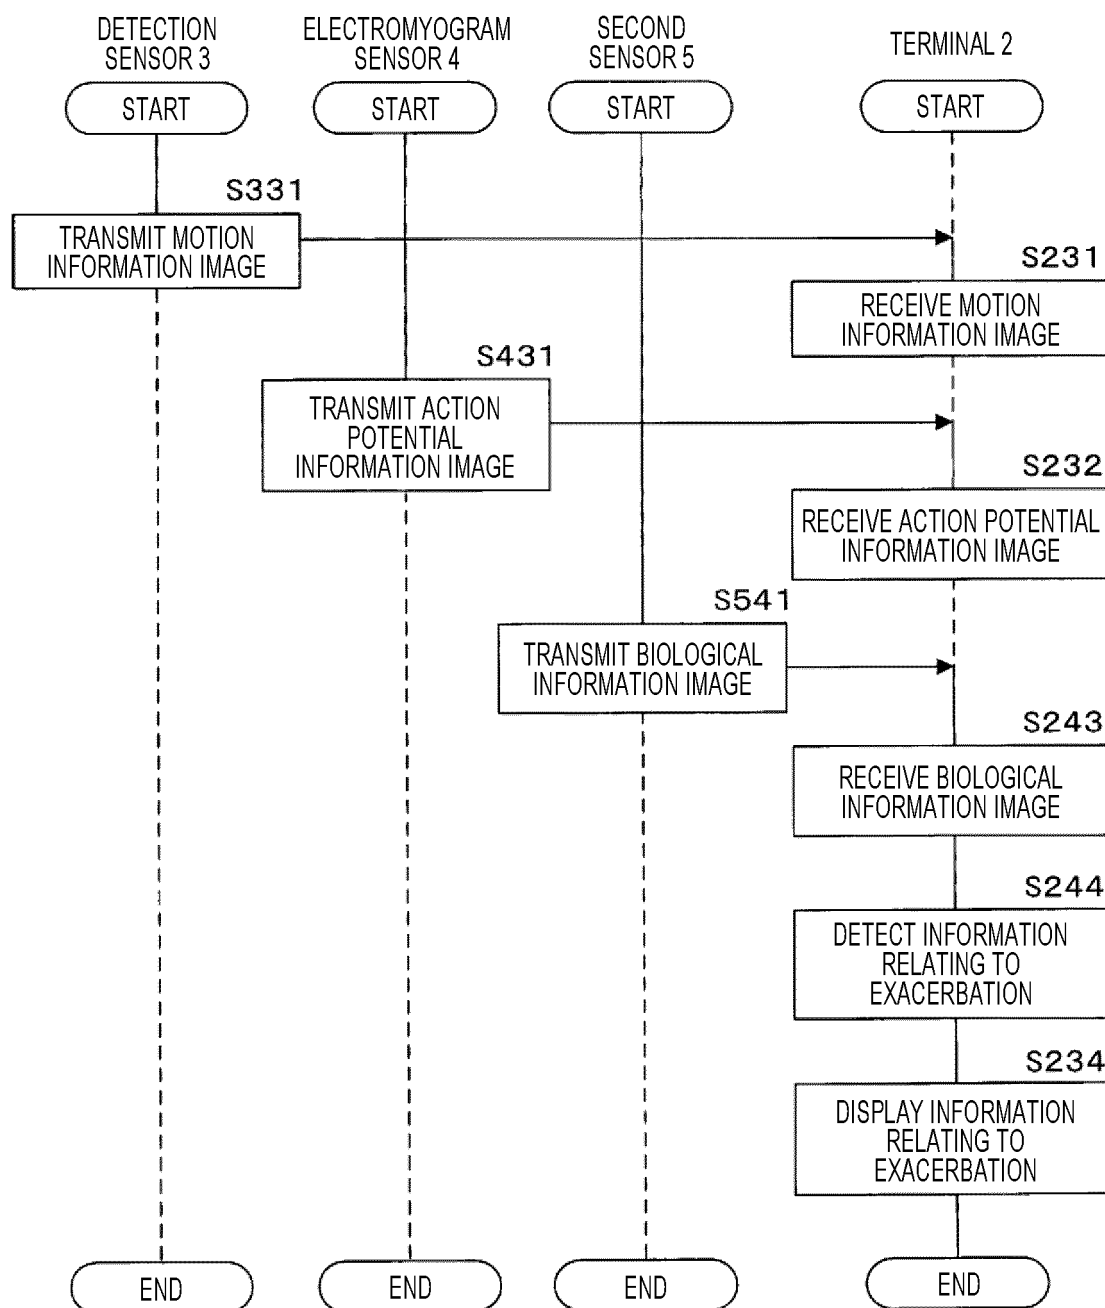 DETECTION
SENSOR 3
ELECTROMYOGRAM
SENSOR 4
SECOND
SENSOR 5
TERMINAL 2
START
START
START
START
S331
TRANSMIT MOTION
INFORMATION IMAGE
S231
RECEIVE MOTION
INFORMATION IMAGE
S431
TRANSMIT ACTION
POTENTIAL
INFORMATION IMAGE
S232
RECEIVE ACTION POTENTIAL
INFORMATION IMAGE
S541
TRANSMIT BIOLOGICAL
INFORMATION IMAGE
S243
RECEIVE BIOLOGICAL
INFORMATION IMAGE
S244
DETECT INFORMATION
RELATING TO
EXACERBATION
S234
DISPLAY INFORMATION
RELATING TO
EXACERBATION
END
END
END
END